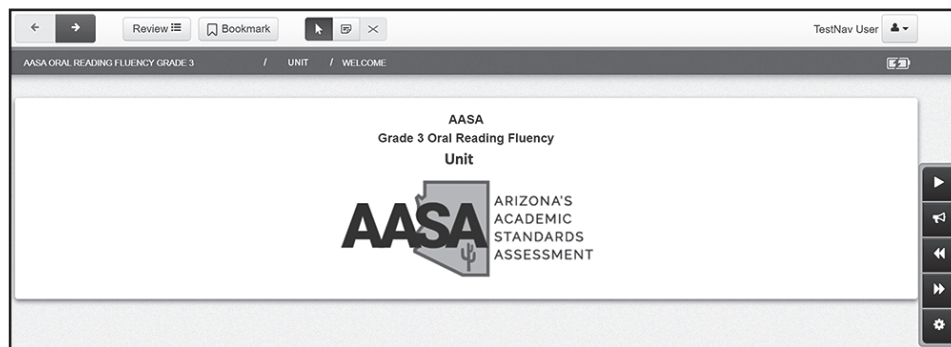 Review
Bookmark
TestNav User
AASA ORAL READING FLUENCY GRADE 3 / UNIT / WELCOME
AASA
Grade 3 Oral Reading Fluency
Unit
AASA
ARIZONA'S
ACADEMIC
STANDARDS
ASSESSMENT